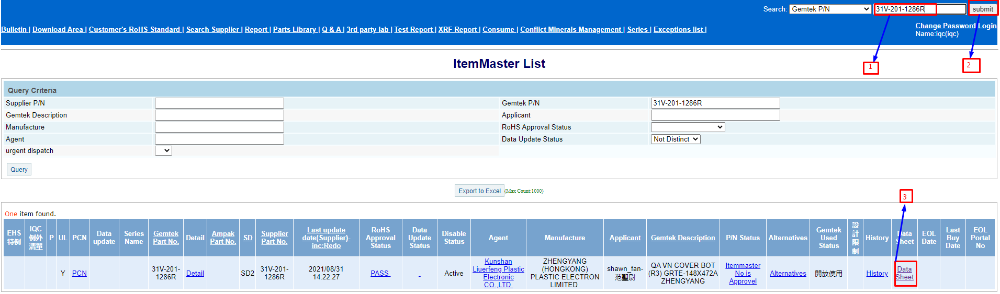 Search: Gemtek P/N 31V-201-1286R submit
Bulletin | Download Area | Customer's RoHS Standard | Search Supplier | Report | Parts Library | Q & A | 3rd party lab | Test Report | XRF Report | Consume | Conflict Minerals Management | Series | Exceptions list |
Change Password Login
Name:iqc(iqc)
1
2
ItemMaster List
Query Criteria
Supplier P/N
Gemtek P/N 31V-201-1286R
Gemtek Description
Applicant
Manufacture
RoHS Approval Status
Agent
Data Update Status Not Distinct
urgent dispatch
Query
Export to Excel (Max Count:1000)
3
One item found.
EHS
特例
IQC
例外
清單
P
UL
PCN
Data
update
Series
Name
Gemtek
Part No.
Detail
Ampak
Part No.
SD
Supplier
Part No.
Last update
date(Supplier)-
inc:Redo
RoHS
Approval
Status
Data
Update
Status
Disable
Status
Agent
Manufacture
Applicant
Gemtek Description
P/N Status
Alternatives
Gemtek
Used
Status
設
計
限
制
History
Data
Sheet
EOL
Date
Last
Buy
Date
EOL
Portal
No
Y
PCN
31V-201-
1286R
Detail
SD2
31V-201-
1286R
2021/08/31
14:22:27
PASS
-
Active
Kunshan
Liuerfeng Plastic
Electronic
CO.,LTD
ZHENGYANG
(HONGKONG)
PLASTIC ELECTRON
LIMITED
shawn_fan-
范聖尉
QA VN COVER BOT
(R3) GRTE-148X472A
ZHENGYANG
Itemmaster
No is
Approvel
Alternatives
開放使用
History
Data
Sheet